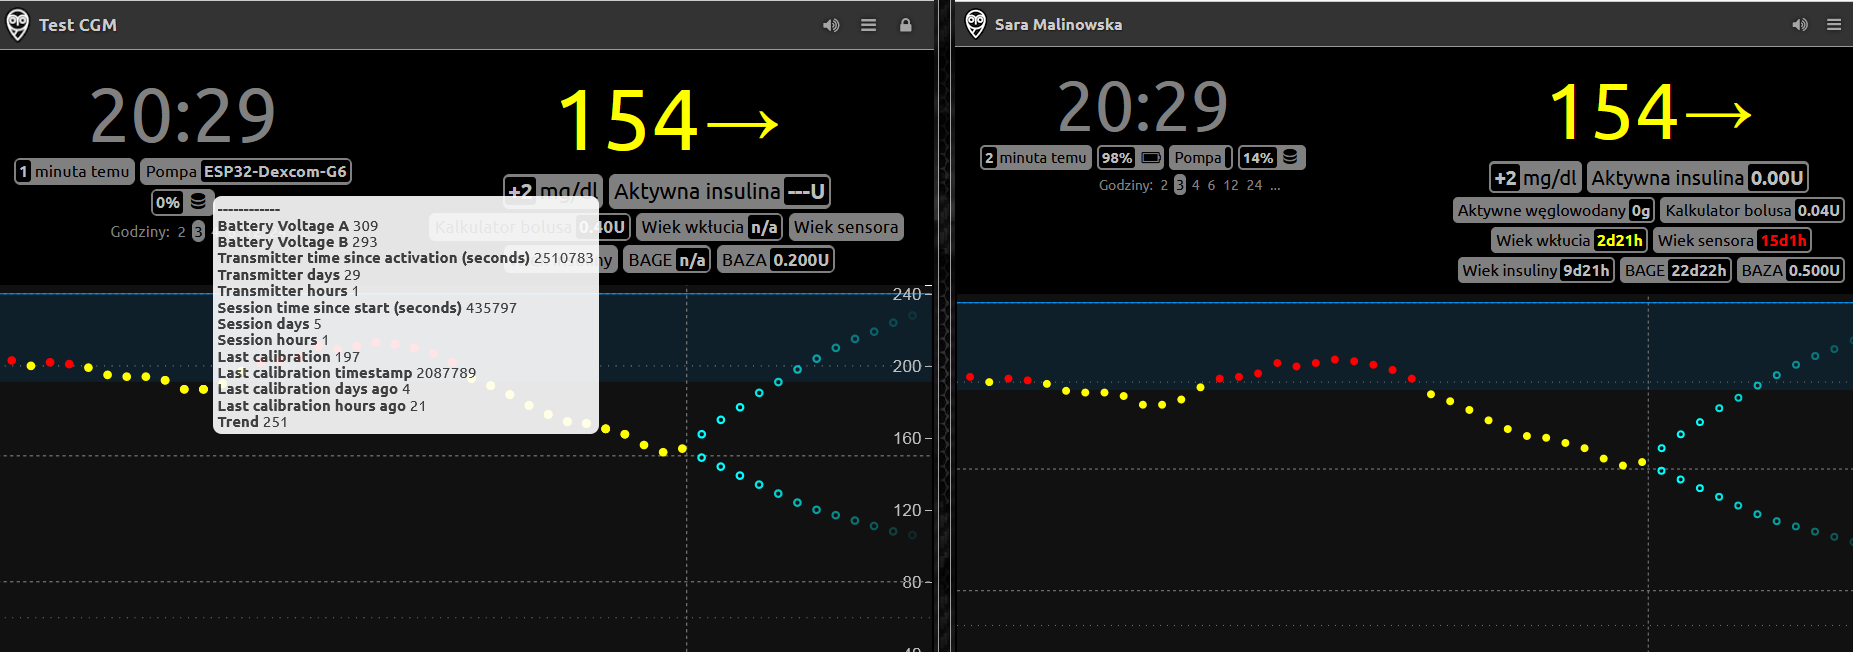 Test CGM
20:29
154→
1 minuta temu
Pompa ESP32-Dexcom-G6
0%
Godziny: 2 3
+2 mg/dl
Aktywna insulina ---U
Kalkulator bolusa 0.40U
Wiek wkłucia n/a
Wiek sensora
BAGE n/a
BAZA 0.200U
------------
Battery Voltage A 309
Battery Voltage B 293
Transmitter time since activation (seconds) 2510783
Transmitter days 29
Transmitter hours 1
Session time since start (seconds) 435797
Session days 5
Session hours 1
Last calibration 197
Last calibration timestamp 2087789
Last calibration days ago 4
Last calibration hours ago 21
Trend 251
240
200
160
120
80
Sara Malinowska
20:29
154→
2 minuta temu
98%
Pompa
14%
Godziny: 2 3 4 6 12 24 ...
+2 mg/dl
Aktywna insulina 0.00U
Aktywne węglowodany 0g
Kalkulator bolusa 0.04U
Wiek wkłucia 2d21h
Wiek sensora 15d1h
Wiek insuliny 9d21h
BAGE 22d22h
BAZA 0.500U